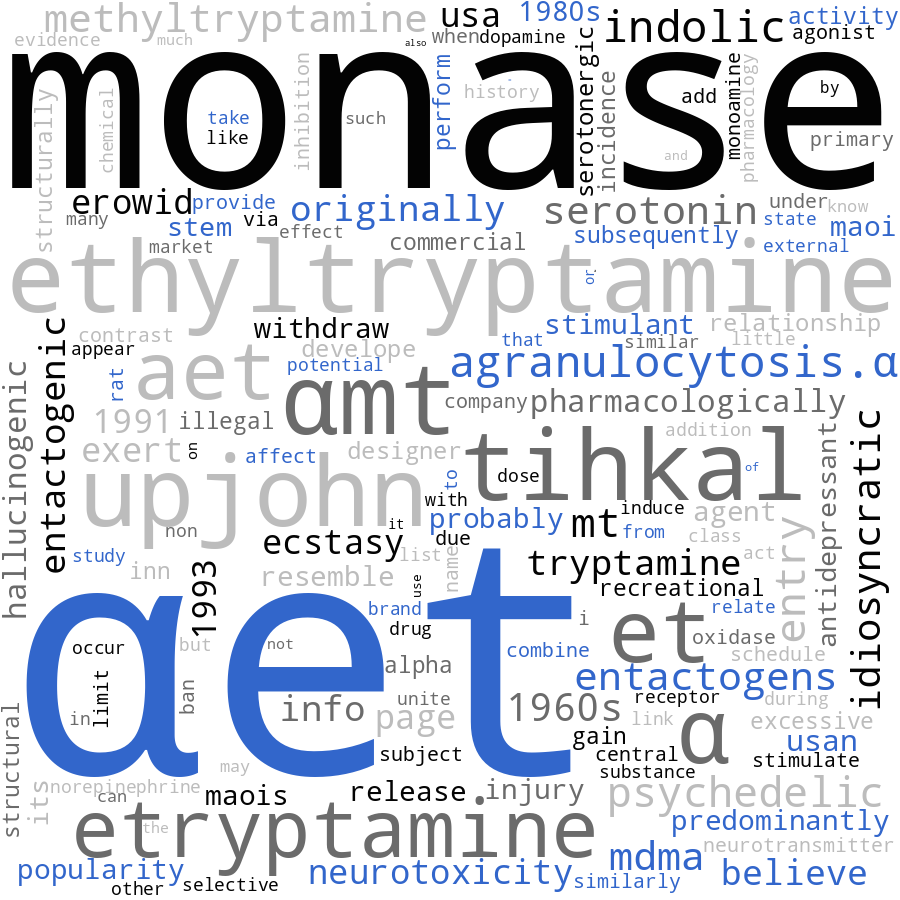 methyltryptamine
usa
1980s
indolic
activity
evidence
much
also
when
dopamine
agonist
monase
structurally
chemical
take
like
inhibition
such
perform
history
serotonergic
incidence
add
monoamine
pharmacology
and
by
primary
erowid
provide
many
stem
via
originally
effect
serotonin
under
know
state
maoi
market
commercial
subsequently
external
ethyltryptamine
or
contrast
withdraw
stimulant
relationship
appear
develope
that
similar
little
entactogenic
hallucinogenic
rat
aet
potential
agranulocytosis.α
αmt
company
pharmacologically
1991
illegal
exert
on
affect
designer
tihkal
addition
antidepressant
idiosyncratic
upjohn
to
dose
of
with
induce
agent
non
it
probably
mt
from
class
entry
study
ecstasy
due
list
name
act
inn
1993
resemble
use
tryptamine
recreational
αet
brand
drug
i
et
relate
occur
but
not
oxidase
schedule
combine
alpha
entactogens
limit
in
ban
info
unite
page
1960s
receptor
during
link
α
excessive
structural
its
subject
gain
central
usan
stimulate
may
substance
norepinephrine
can
maois
release
injury
psychedelic
the
etryptamine
predominantly
neurotransmitter
popularity
neurotoxicity
mdma
believe
other
selective
similarly